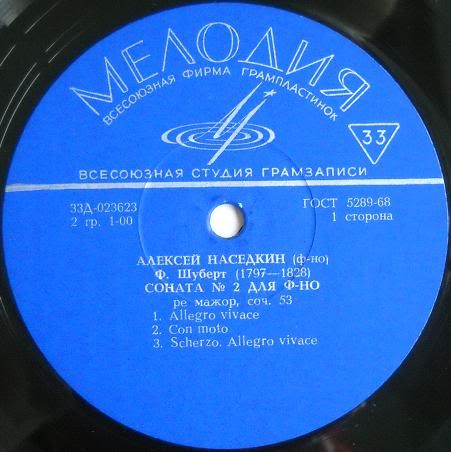 МЕЛОДИЯ
ВСЕСОЮЗНАЯ ФИРМА ГРАМПЛАСТИНОК
33
ВСЕСОЮЗНАЯ СТУДИЯ ГРАМЗАПИСИ
33Д-023623
ГОСТ 5289-68
2 гр. 1-00
1 сторона
АЛЕКСЕЙ НАСЕДКИН (ф-но)
Ф. Шуберт (1797—1828)
СОНАТА № 2 ДЛЯ Ф-НО
ре мажор, соч. 53
1. Allegro vivace
2. Con moto
3. Scherzo. Allegro vivace